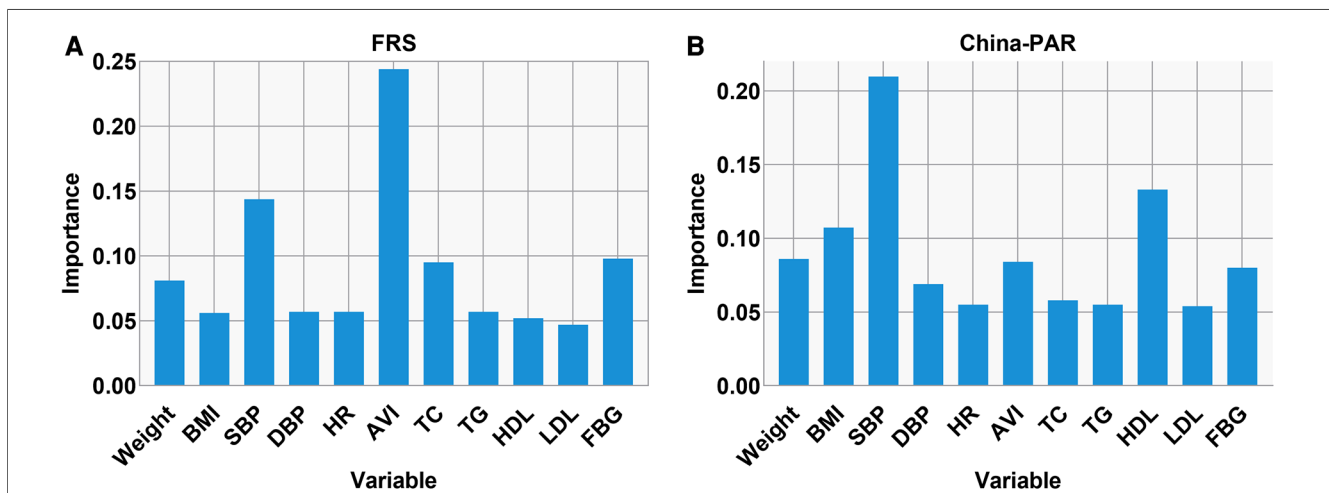 A
FRS
Importance
0.25
0.20
0.15
0.10
0.05
0.00
Weight
BMI
SBP
DBP
HR
AVI
TC
TG
HDL
LDL
FBG
Variable
B
China-PAR
Importance
0.20
0.15
0.10
0.05
0.00
Weight
BMI
SBP
DBP
HR
AVI
TC
TG
HDL
LDL
FBG
Variable